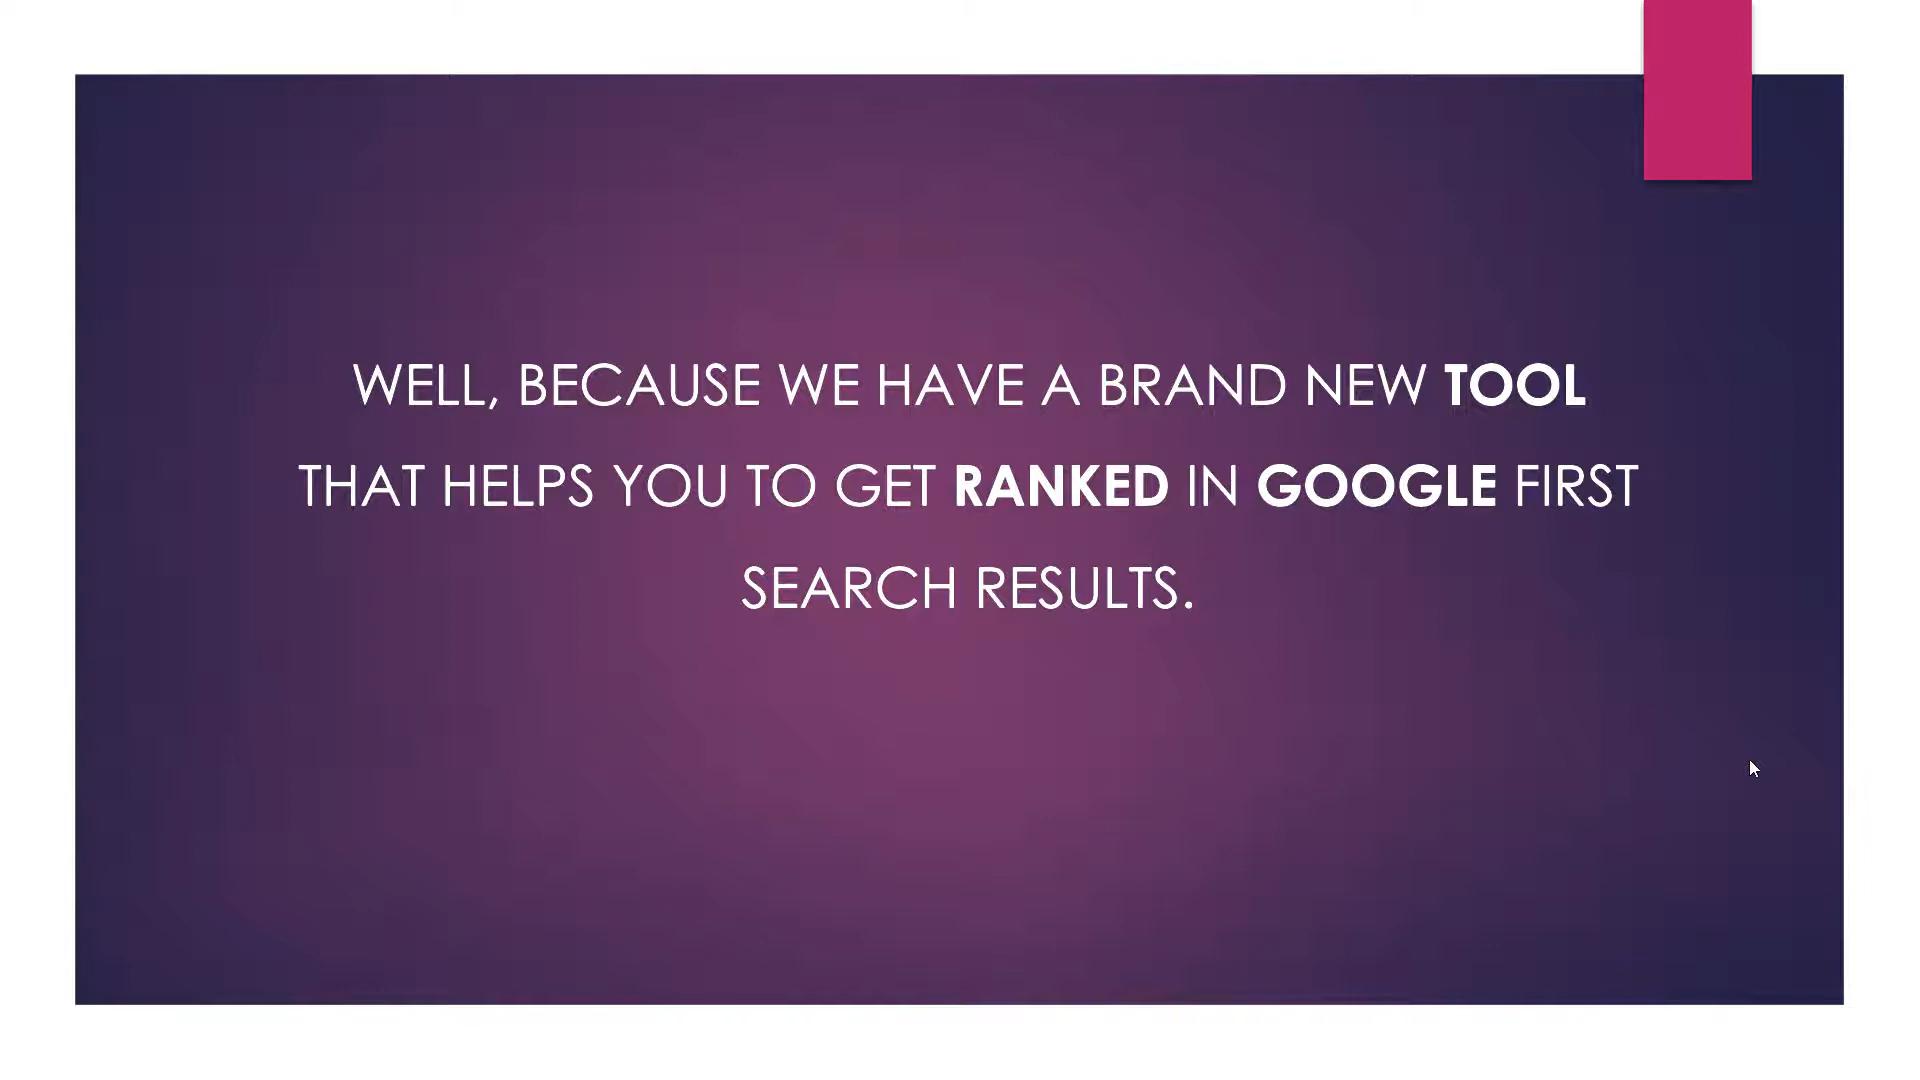 WELL, BECAUSE WE HAVE A BRAND NEW TOOL
THAT HELPS YOU TO GET RANKED IN GOOGLE FIRST
SEARCH RESULTS.